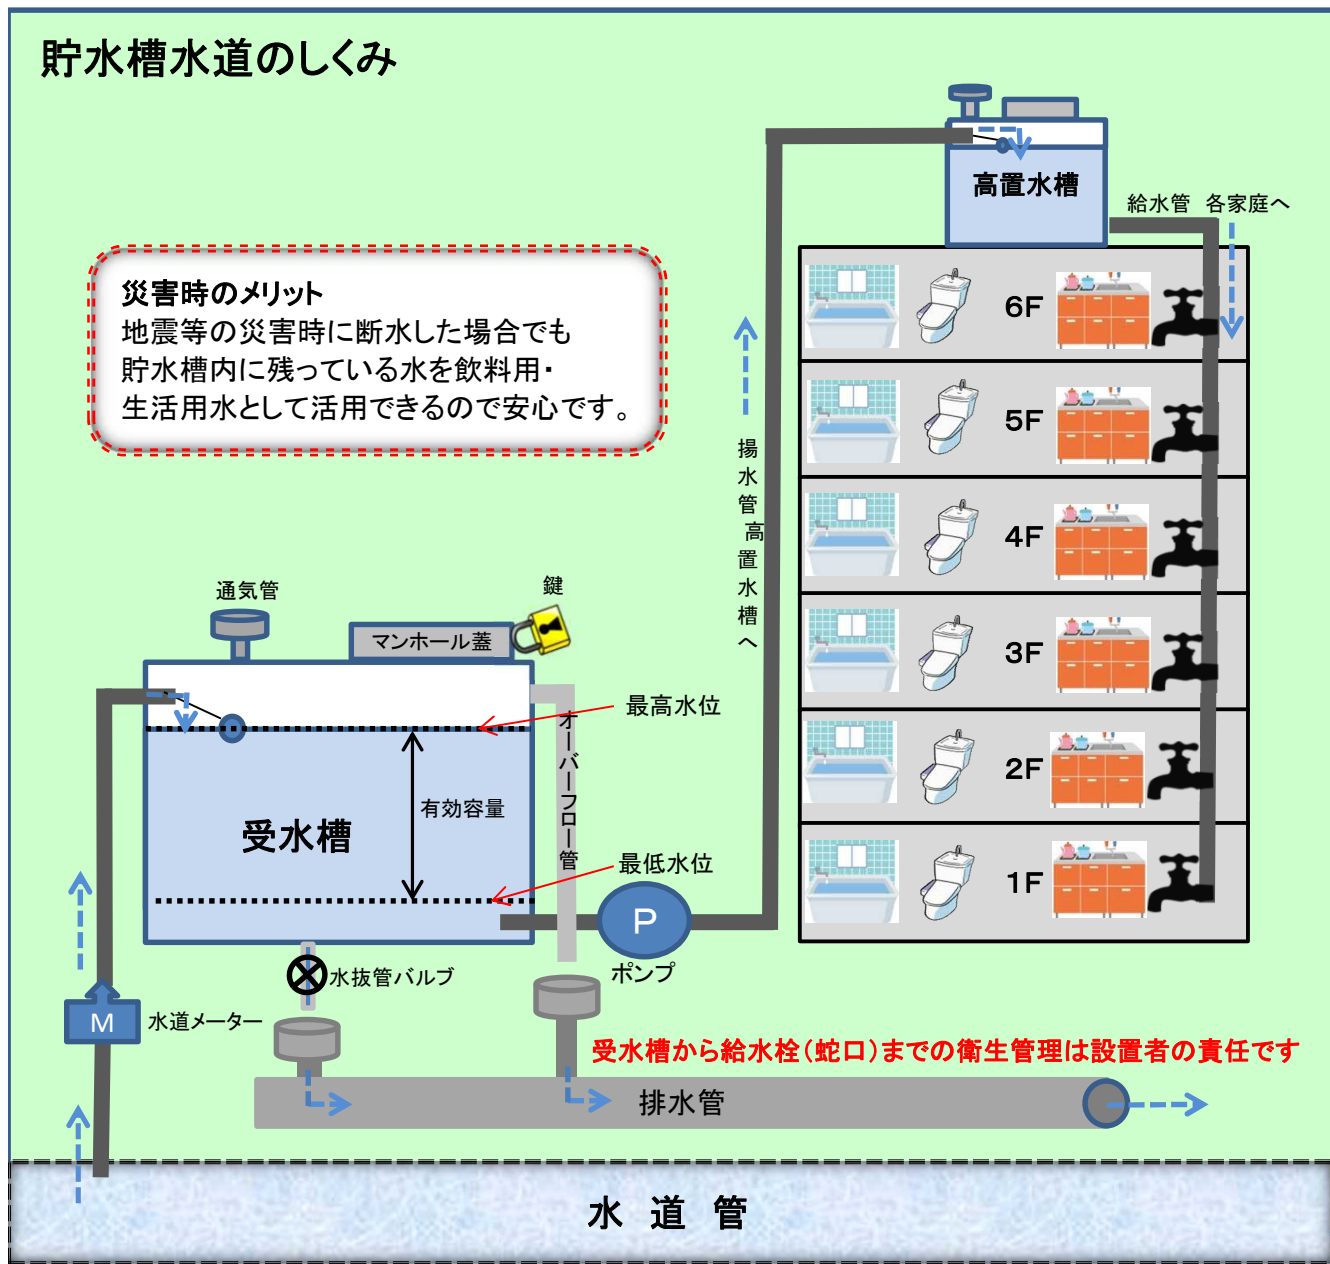 貯水槽水道のしくみ
高置水槽
給水管 各家庭へ
災害時のメリット
地震等の災害時に断水した場合でも
貯水槽内に残っている水を飲料用・
生活用水として活用できるので安心です。
6F
5F
4F
3F
2F
1F
揚水管 高置水槽へ
通気管
鍵
マンホール蓋
最高水位
オーバーフロー管
有効容量
受水槽
最低水位
P
ポンプ
水抜管バルブ
M
水道メーター
受水槽から給水栓（蛇口）までの衛生管理は設置者の責任です
排水管
水 道 管